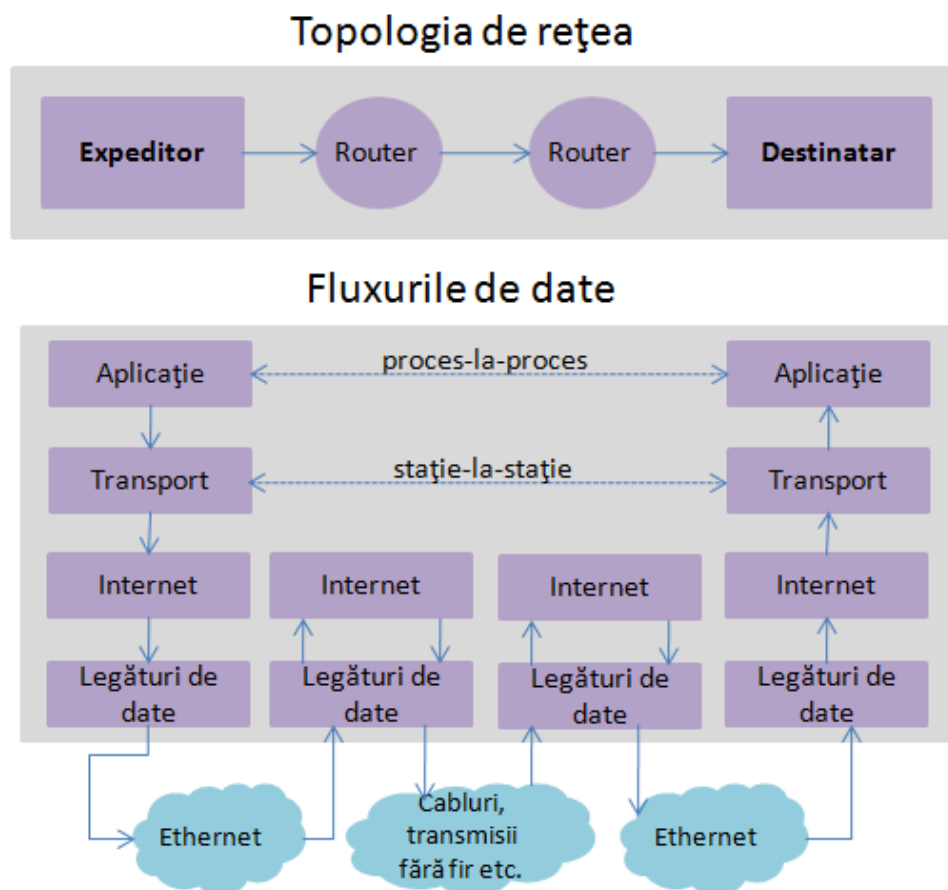 Topologia de reţea
Expeditor
Router
Router
Destinatar
Fluxurile de date
Aplicaţie
proces-la-proces
Aplicaţie
Transport
staţie-la-staţie
Transport
Internet
Internet
Internet
Internet
Legături de
date
Legături de
date
Legături de
date
Legături de
date
Ethernet
Cabluri,
transmisii
fără fir etc.
Ethernet